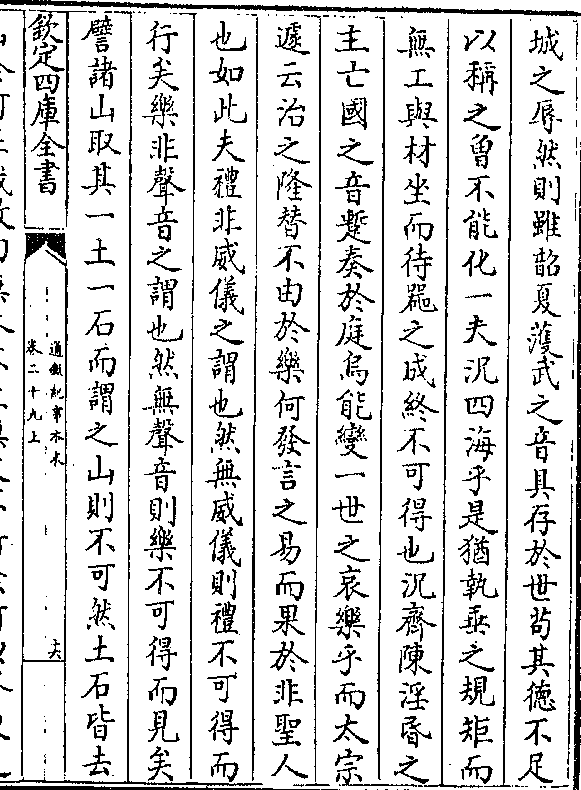 城之辱然則雖韶夏濩武之音具存於世茍其德不足
以稱之曽不能化一夫況四海乎是猶執垂之規矩而
無工與材坐而待器之成終不可得也況齊陳淫昏之
主亡國之音蹔奏於庭烏能變一世之哀樂乎而太宗
遽云治之隆替不由於樂何發言之易而果於非聖人
也如此夫禮非威儀之謂也然無威儀則禮不可得而
行矣樂非聲音之謂也然無聲音則樂不可得而見矣
譬諸山取其一土一石而謂之山則不可然土石皆去
欽定四庫全書
通鑑紀事本末
卷二十九上
六